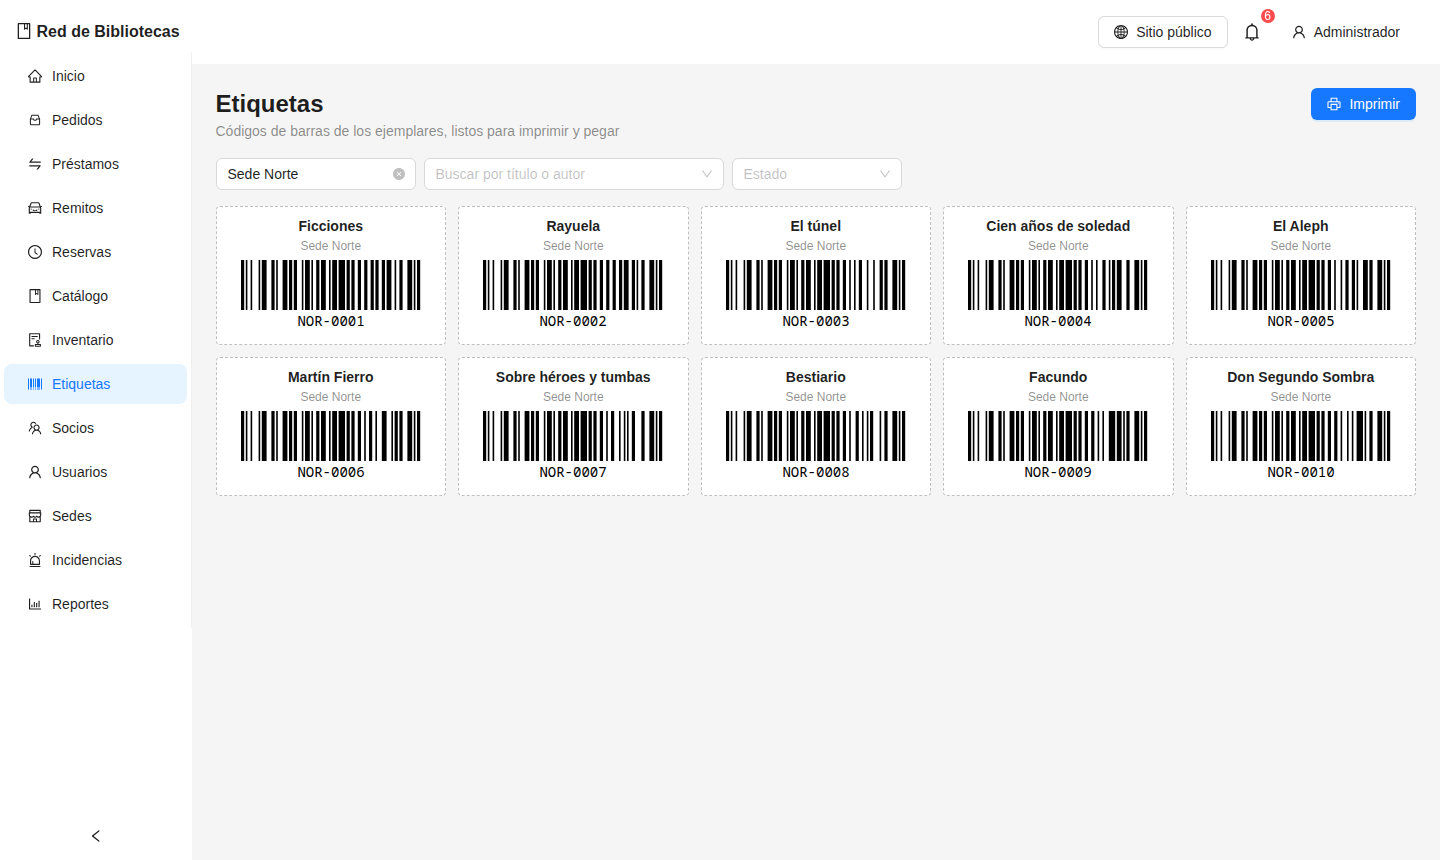 Red de Bibliotecas
Sitio público
6
Administrador
Inicio
Pedidos
Préstamos
Remitos
Reservas
Catálogo
Inventario
Etiquetas
Socios
Usuarios
Sedes
Incidencias
Reportes
Etiquetas
Códigos de barras de los ejemplares, listos para imprimir y pegar
Imprimir
Sede Norte
Buscar por título o autor
Estado
Ficciones
Sede Norte
NOR-0001
Rayuela
Sede Norte
NOR-0002
El túnel
Sede Norte
NOR-0003
Cien años de soledad
Sede Norte
NOR-0004
El Aleph
Sede Norte
NOR-0005
Martín Fierro
Sede Norte
NOR-0006
Sobre héroes y tumbas
Sede Norte
NOR-0007
Bestiario
Sede Norte
NOR-0008
Facundo
Sede Norte
NOR-0009
Don Segundo Sombra
Sede Norte
NOR-0010